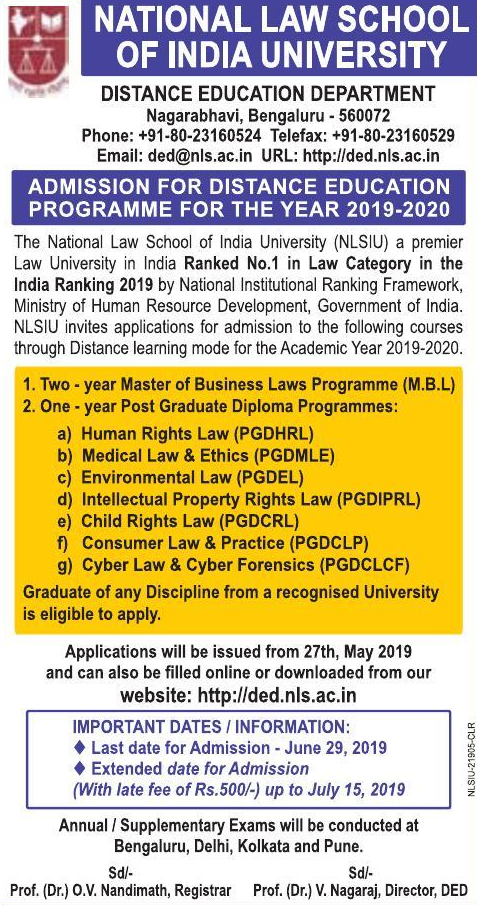 NATIONAL LAW SCHOOL
OF INDIA UNIVERSITY
DISTANCE EDUCATION DEPARTMENT
Nagarabhavi, Bengaluru - 560072
Phone: +91-80-23160524 Telefax: +91-80-23160529
Email: ded@nls.ac.in URL: http://ded.nls.ac.in
ADMISSION FOR DISTANCE EDUCATION
PROGRAMME FOR THE YEAR 2019-2020
The National Law School of India University (NLSIU) a premier
Law University in India Ranked No.1 in Law Category in the
India Ranking 2019 by National Institutional Ranking Framework,
Ministry of Human Resource Development, Government of India.
NLSIU invites applications for admission to the following courses
through Distance learning mode for the Academic Year 2019-2020.
1. Two - year Master of Business Laws Programme (M.B.L)
2. One - year Post Graduate Diploma Programmes:
a) Human Rights Law (PGDHRL)
b) Medical Law & Ethics (PGDMLE)
c) Environmental Law (PGDEL)
d) Intellectual Property Rights Law (PGDIPRL)
e) Child Rights Law (PGDCRL)
f) Consumer Law & Practice (PGDCLP)
g) Cyber Law & Cyber Forensics (PGDCLCF)
Graduate of any Discipline from a recognised University
is eligible to apply.
Applications will be issued from 27th, May 2019
and can also be filled online or downloaded from our
website: http://ded.nls.ac.in
IMPORTANT DATES / INFORMATION:
♦ Last date for Admission - June 29, 2019
♦ Extended date for Admission
(With late fee of Rs.500/-) up to July 15, 2019
NLSIU-21905-CLR
Annual / Supplementary Exams will be conducted at
Bengaluru, Delhi, Kolkata and Pune.
Sd/- Sd/-
Prof. (Dr.) O.V. Nandimath, Registrar Prof. (Dr.) V. Nagaraj, Director, DED